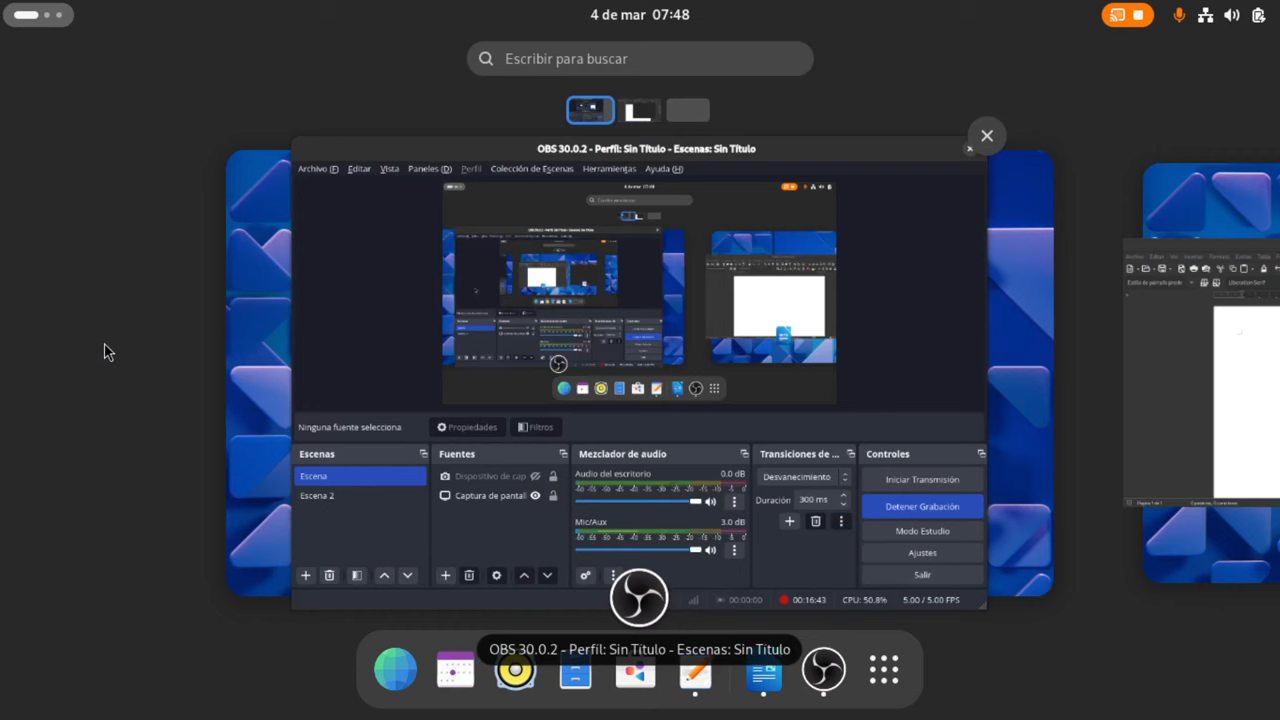 4 de mar 07:48
Escribir para buscar
OBS 30.0.2 - Perfil: Sin Título - Escenas: Sin Título
Archivo (F) Editar Vista Paneles (D) Perfil Colección de Escenas Herramientas Ayuda (H)
Ninguna fuente selecciona Propiedades Filtros
Escenas Fuentes Mezclador de audio Transiciones de ... Controles
Escena
Escena 2
Dispositivo de cap
Captura de pantal
Audio del escritorio 0.0 dB
Mic/Aux 3.0 dB
Desvanecimiento
Duración 300 ms
Iniciar Transmisión
Detener Grabación
Modo Estudio
Ajustes
Salir
00:00:00 00:16:43 CPU: 50.8% 5.00 / 5.00 FPS
OBS 30.0.2 - Perfil: Sin Título - Escenas: Sin Título